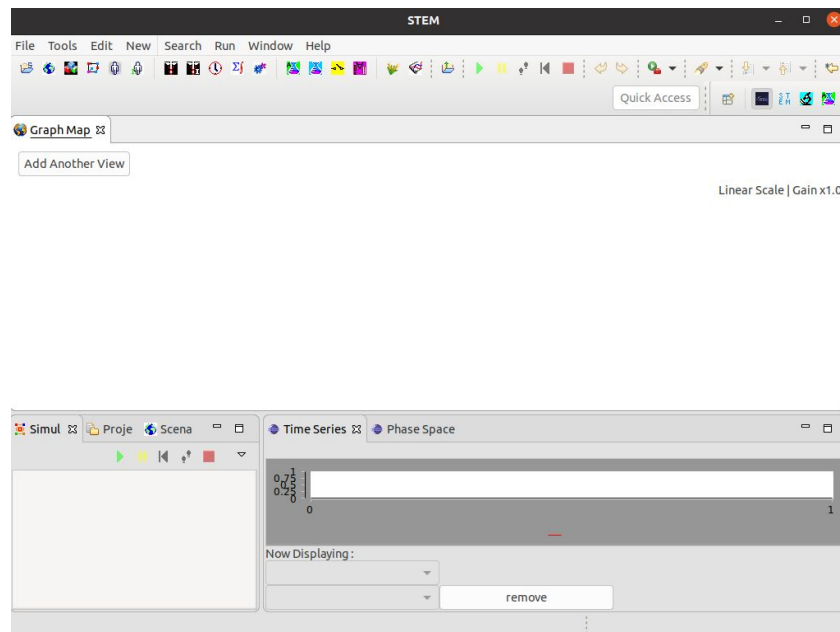 STEM
File Tools Edit New Search Run Window Help
Quick Access
Graph Map
Add Another View
Linear Scale | Gain x1.0
Simul Proje Scena
Time Series Phase Space
1
0.75
0.5
0.25
0
0 1
Now Displaying :
remove